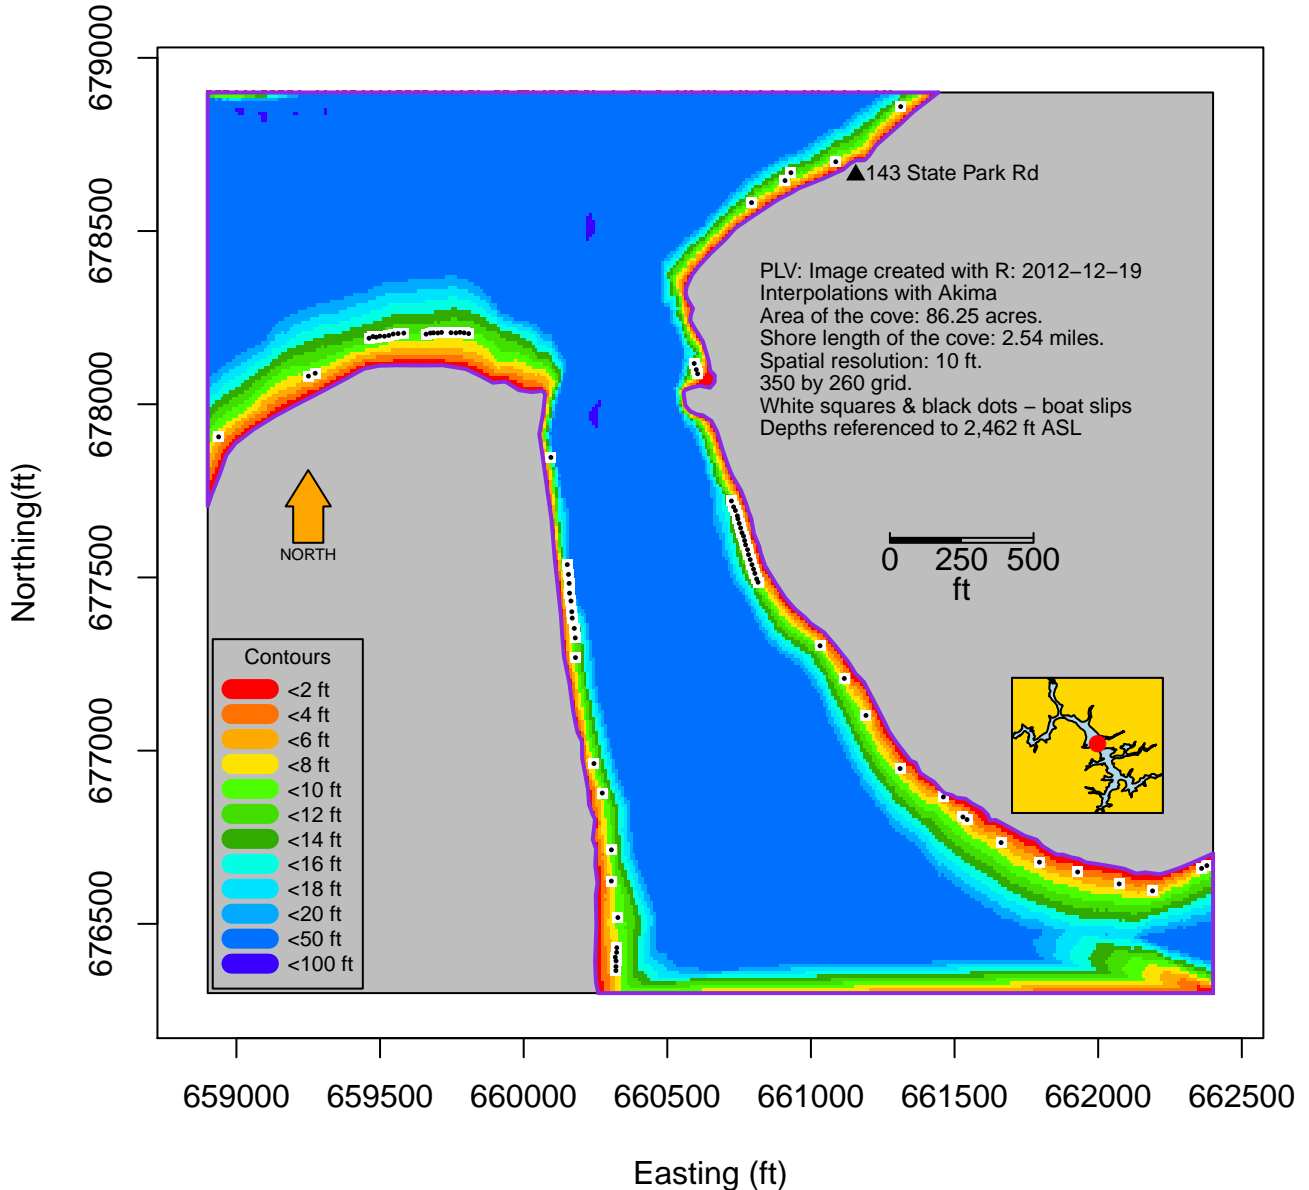 679000
678500
678000
677500
677000
676500
Northing(ft)
143 State Park Rd
PLV: Image created with R: 2012−12−19
Interpolations with Akima
Area of the cove: 86.25 acres.
Shore length of the cove: 2.54 miles.
Spatial resolution: 10 ft.
350 by 260 grid.
White squares & black dots − boat slips
Depths referenced to 2,462 ft ASL
NORTH
0 250 500
ft
Contours
<2 ft
<4 ft
<6 ft
<8 ft
<10 ft
<12 ft
<14 ft
<16 ft
<18 ft
<20 ft
<50 ft
<100 ft
659000 659500 660000 660500 661000 661500 662000 662500
Easting (ft)